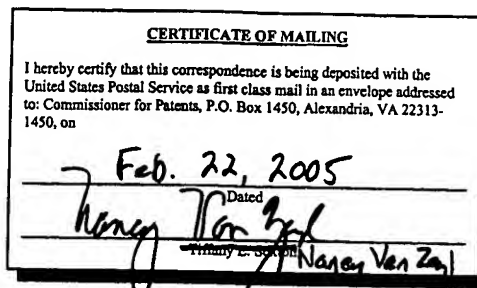 CERTIFICATE OF MAILING
I hereby certify that this correspondence is being deposited with the
United States Postal Service as first class mail in an envelope addressed
to: Commissioner for Patents, P.O. Box 1450, Alexandria, VA 22313-
1450, on
Feb. 22, 2005
Dated
Nancy Van Zyl
Tiffany E. Sutton Nancy Van Zyl